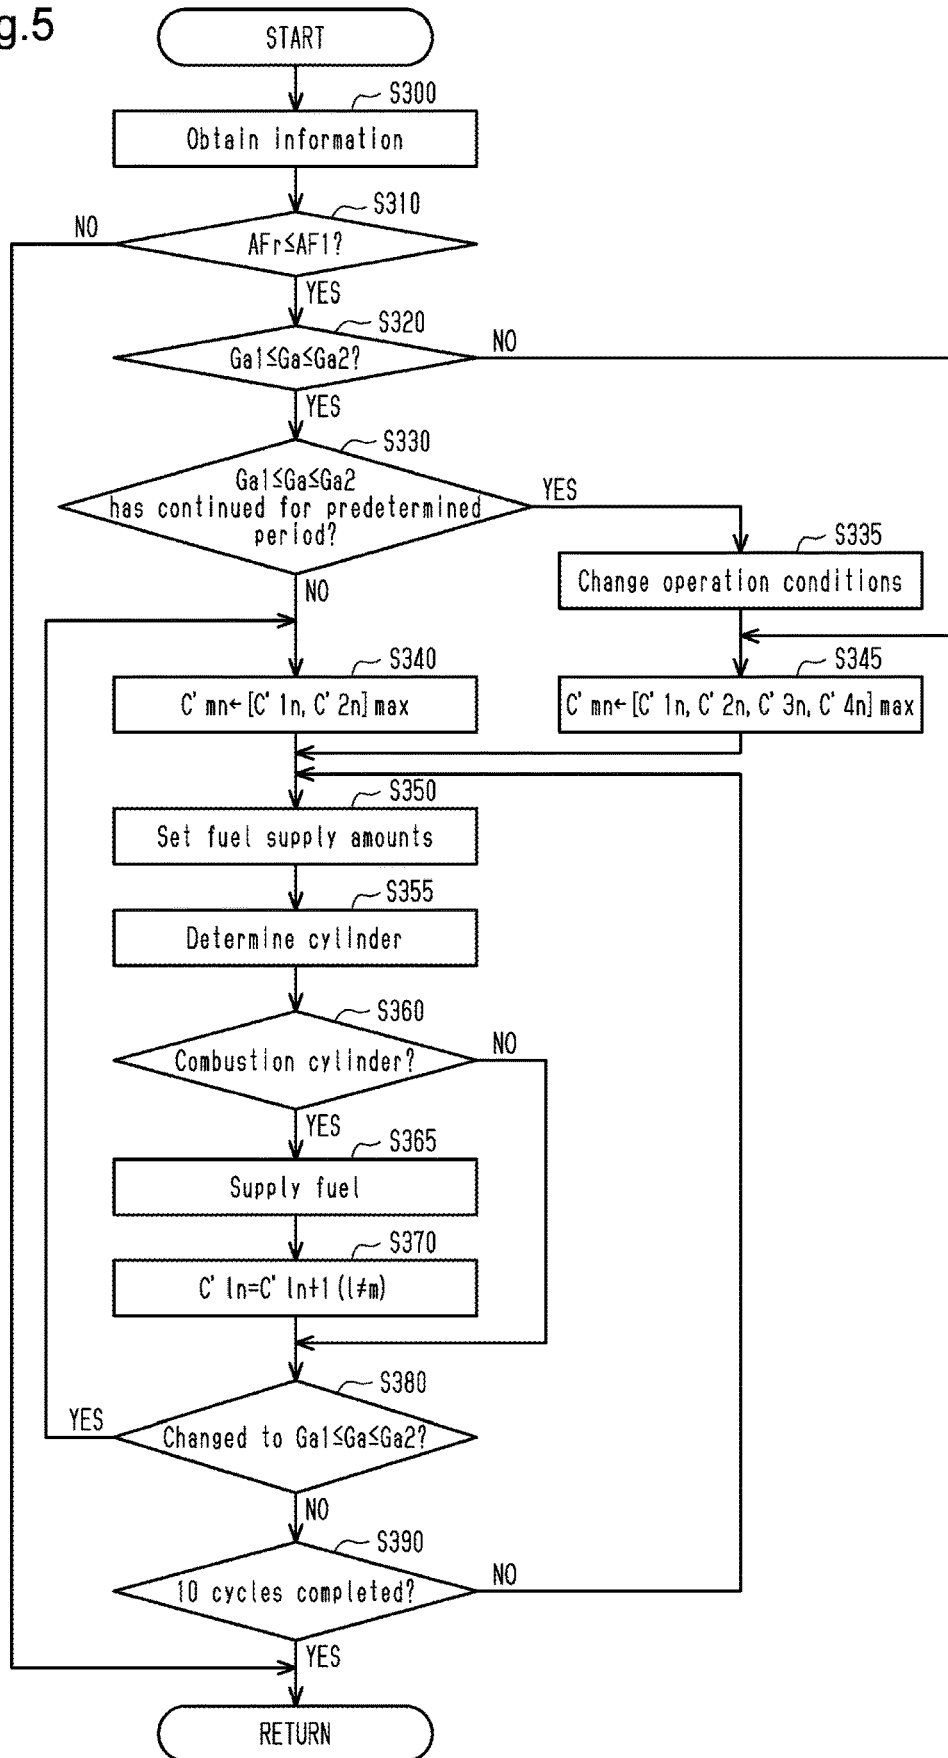 g.5
START
S300
Obtain information
S310
NO
AFr≤AF1?
YES
S320
NO
Ga1≤Ga≤Ga2?
YES
S330
Ga1≤Ga≤Ga2
has continued for predetermined
period?
YES
S335
Change operation conditions
NO
S340
C' mn←[C' 1n, C' 2n] max
S345
C' mn←[C' 1n, C' 2n, C' 3n, C' 4n] max
S350
Set fuel supply amounts
S355
Determine cylinder
S360
Combustion cylinder?
NO
YES
S365
Supply fuel
S370
C' ln=C' ln+1 (l≠m)
S380
YES
Changed to Ga1≤Ga≤Ga2?
NO
S390
10 cycles completed?
NO
YES
RETURN